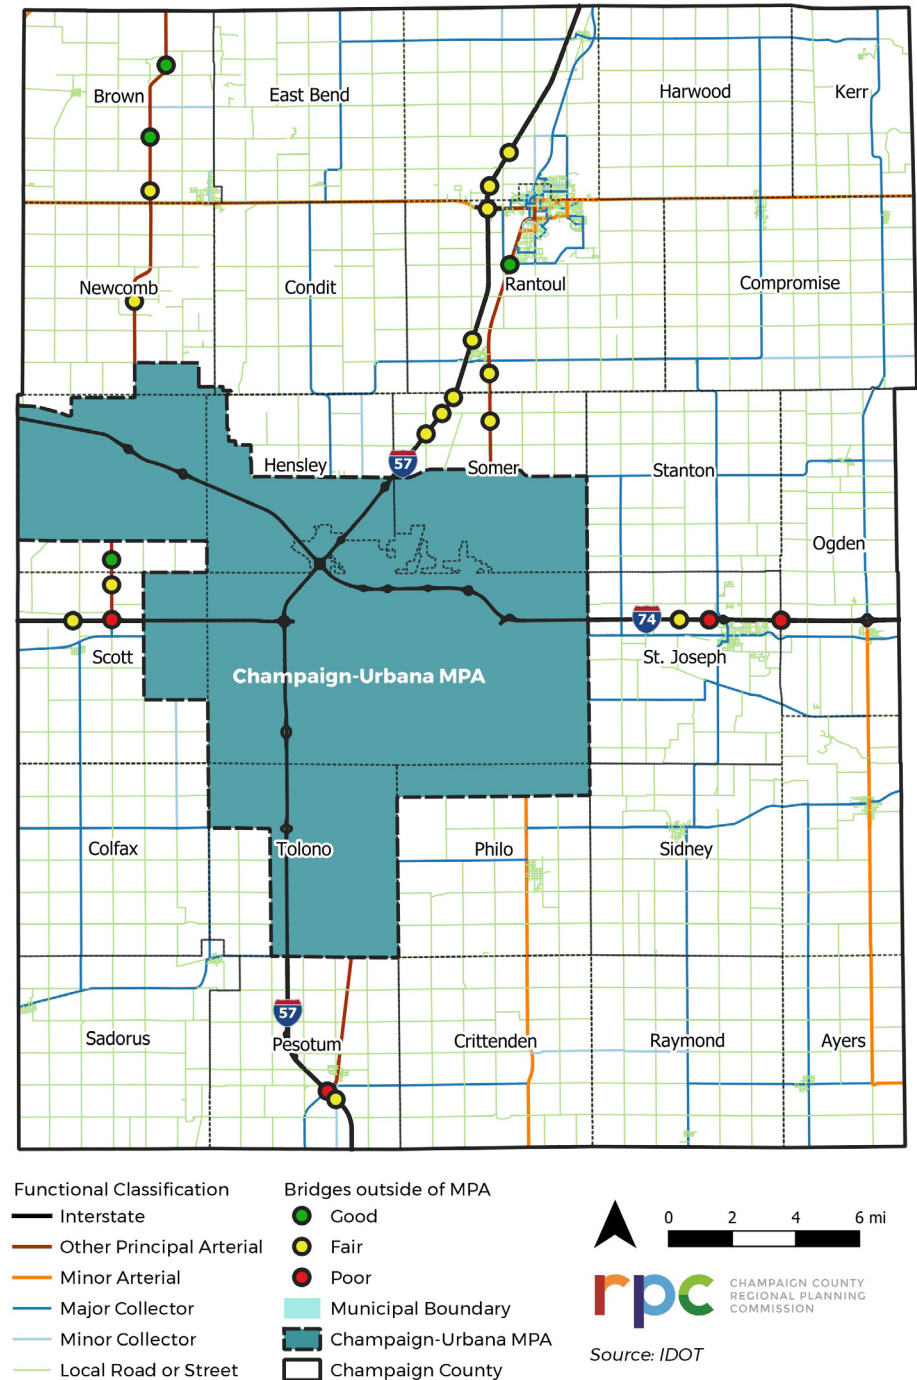 Brown
East Bend
Harwood
Kerr
Newcomb
Condit
Rantoul
Compromise
Hensley
57
Somer
Stanton
Ogden
74
Scott
Champaign-Urbana MPA
St. Joseph
Colfax
Tolono
Philo
Sidney
57
Sadorus
Pesotum
Crittenden
Raymond
Ayers
Functional Classification
Interstate
Other Principal Arterial
Minor Arterial
Major Collector
Minor Collector
Local Road or Street
Bridges outside of MPA
Good
Fair
Poor
Municipal Boundary
Champaign-Urbana MPA
Champaign County
0 2 4 6 mi
rpc
CHAMPAIGN COUNTY
REGIONAL PLANNING
COMMISSION
Source: IDOT